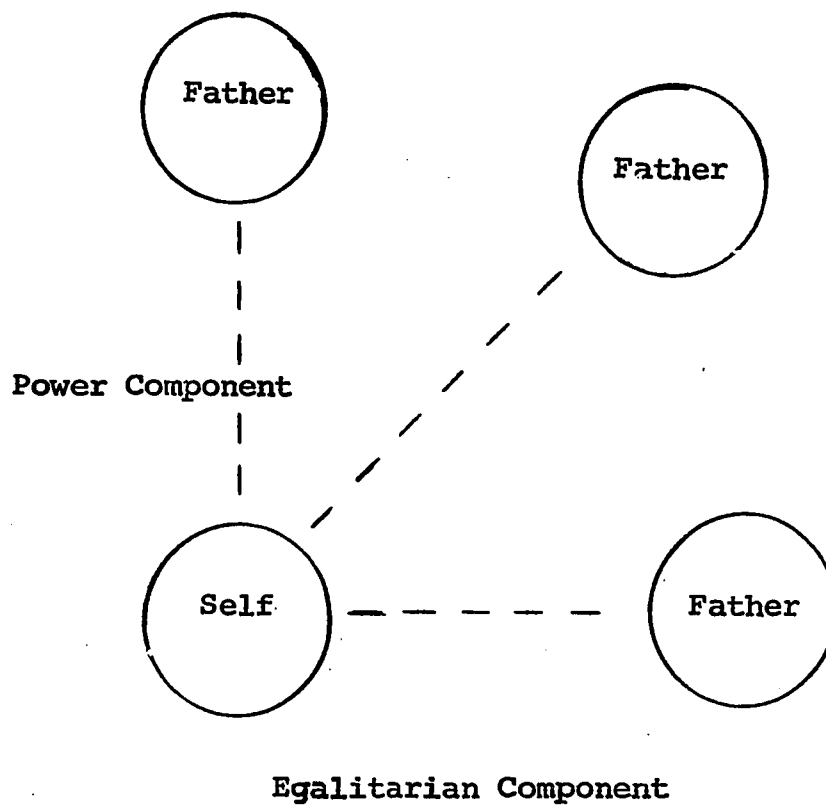 Father
Father
Power Component
Self
Father
Egalitarian Component